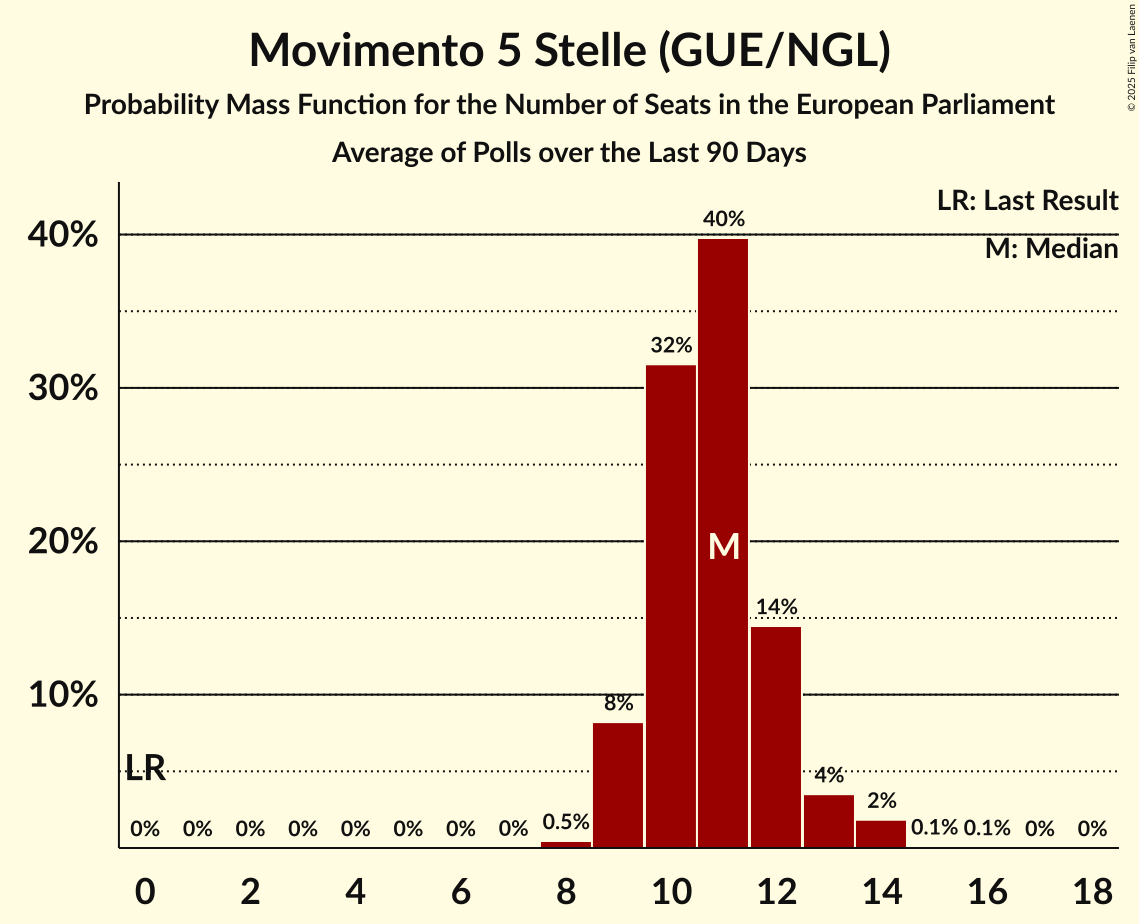 Movimento 5 Stelle (GUE/NGL)
Probability Mass Function for the Number of Seats in the European Parliament
Average of Polls over the Last 90 Days
© 2025 Filip van Laenen
LR: Last Result
M: Median
40%
30%
20%
10%
40%
32%
M
14%
8%
LR
4%
2%
0% 0% 0% 0% 0% 0% 0% 0% 0.5% 0.1% 0.1% 0% 0%
0 2 4 6 8 10 12 14 16 18